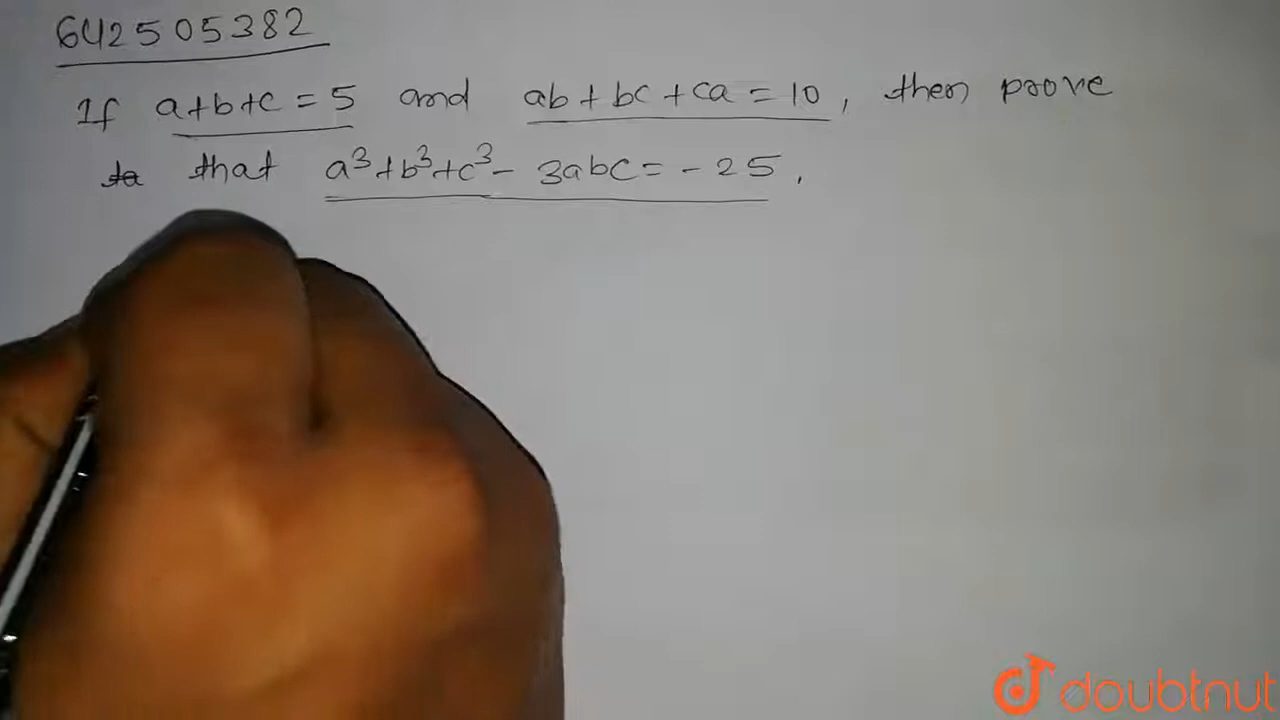 642505382
If a+b+c = 5 and ab+bc+ca = 10, then prove
that a³+b³+c³- 3abc = - 25.
doubtnut